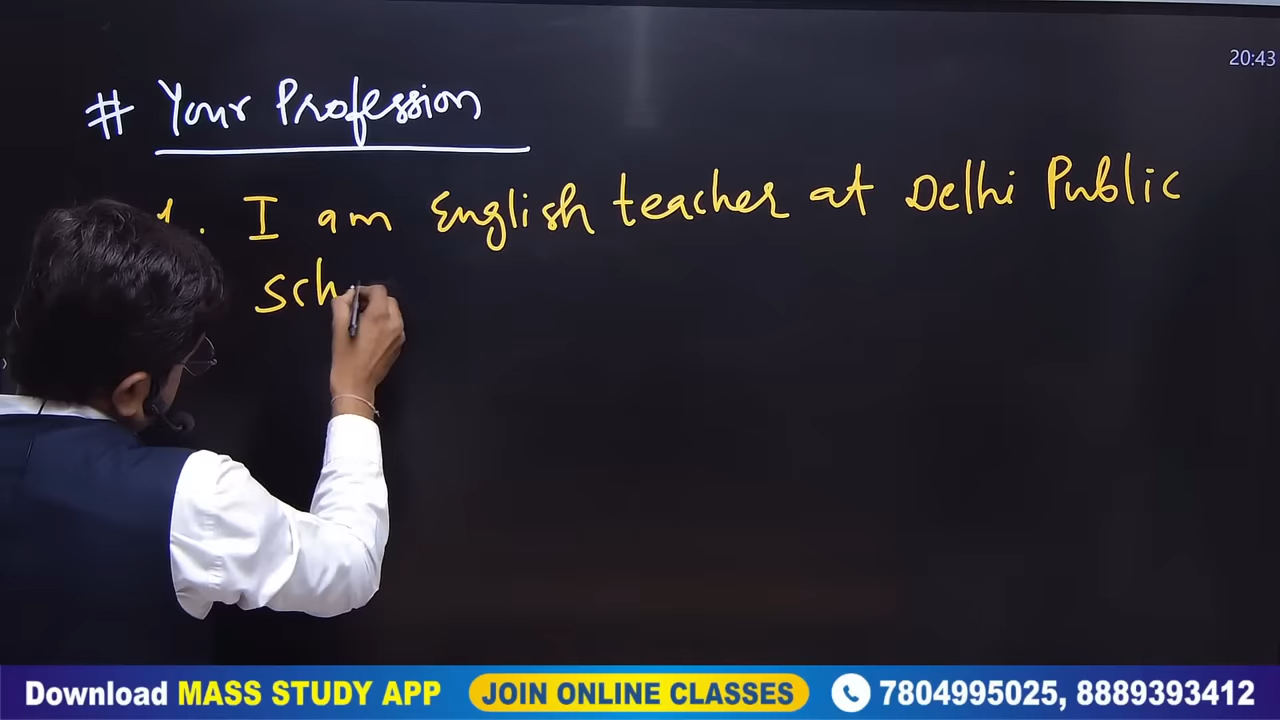 20:43
# Your Profession
1. I am English teacher at Delhi Public
sch
Download MASS STUDY APP JOIN ONLINE CLASSES 7804995025, 8889393412